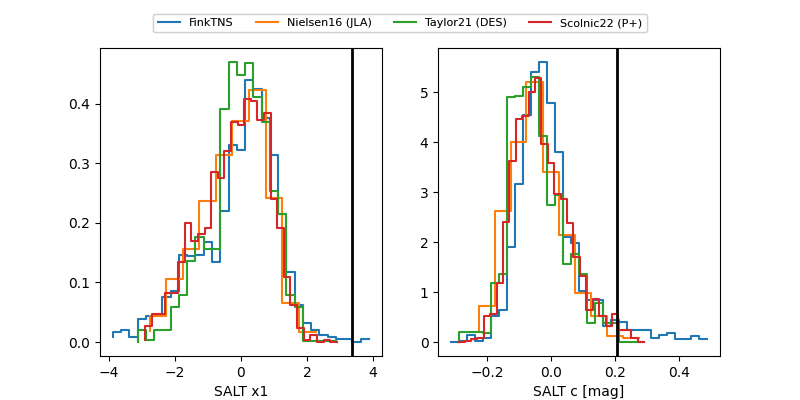 FinkTNS Nielsen16 (JLA) Taylor21 (DES) Scolnic22 (P+)
0.4
0.3
0.2
0.1
0.0
−4 −2 0 2 4
SALT x1
5
4
3
2
1
0
−0.2 0.0 0.2 0.4
SALT c [mag]